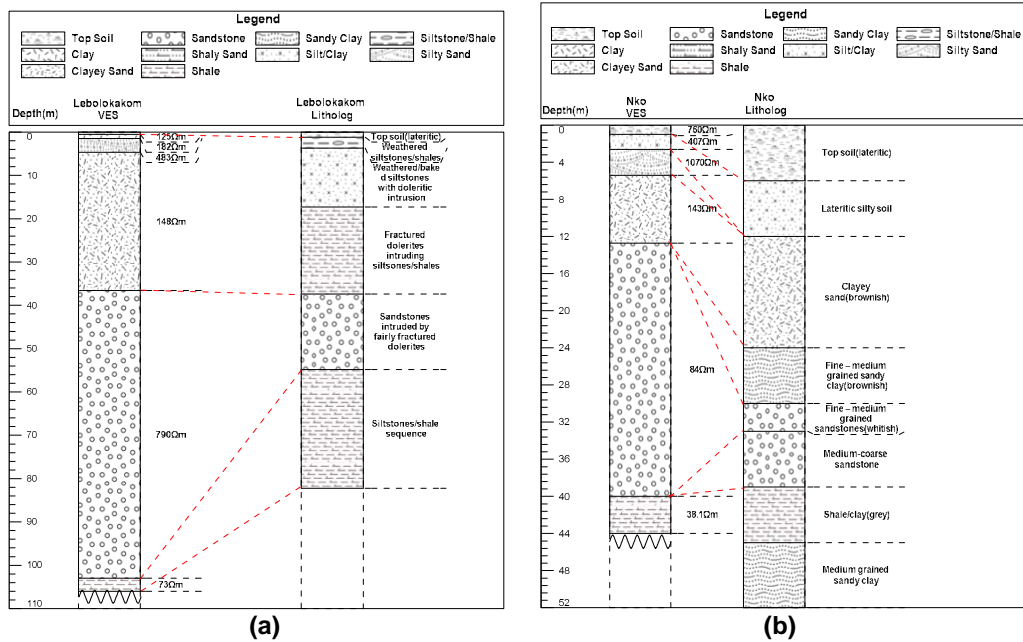 Legend
Top Soil
Sandstone
Sandy Clay
Siltstone/Shale
Clay
Shaly Sand
Silt/Clay
Silty Sand
Clayey Sand
Shale
Depth(m)
Lebolokakom
VES
Lebolokakom
Litholog
0
10
20
30
40
50
60
70
80
90
100
110
125Ωm
182Ωm
483Ωm
148Ωm
790Ωm
73Ωm
Top soil(lateritic)
Weathered
siltstones/shales
Weathered/bake
d siltstones
with doleritic
intrusion
Fractured
dolerites
intruding
siltsones/shales
Sandstones
intruded by
fairly fractured
dolerites
Siltstones/shale
sequence
(a)
Legend
Top Soil
Sandstone
Sandy Clay
Siltstone/Shale
Clay
Shaly Sand
Silt/Clay
Silty Sand
Clayey Sand
Shale
Depth(m)
Nko
VES
Nko
Litholog
0
4
8
12
16
20
24
28
32
36
40
44
48
52
760Ωm
407Ωm
1070Ωm
143Ωm
84Ωm
38.1Ωm
Top soil(lateritic)
Lateritic silty soil
Clayey
sand(brownish)
Fine – medium
grained sandy
clay(brownish)
Fine – medium
grained
sandstones(whitish)
Medium-coarse
sandstone
Shale/clay(grey)
Medium grained
sandy clay
(b)